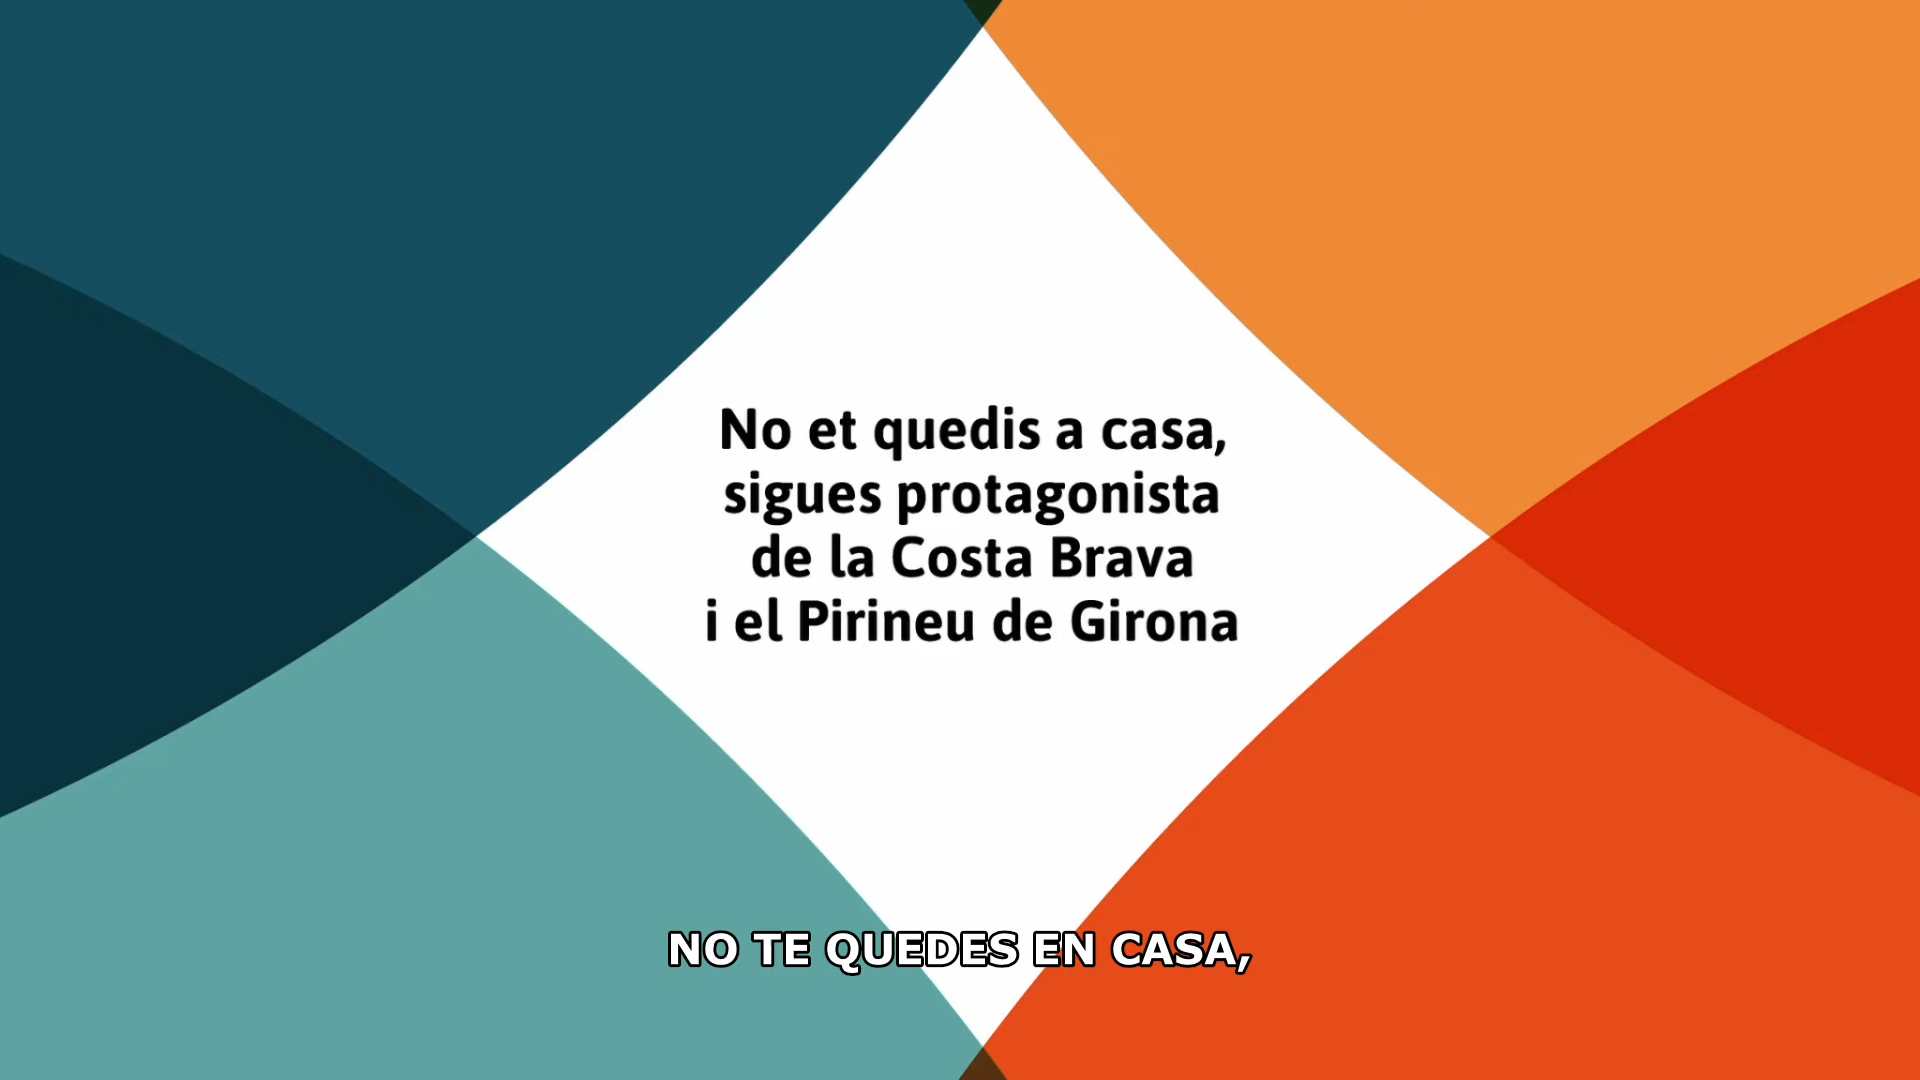 No et quedis a casa,
sigues protagonista
de la Costa Brava
i el Pirineu de Girona
NO TE QUEDES EN CASA,